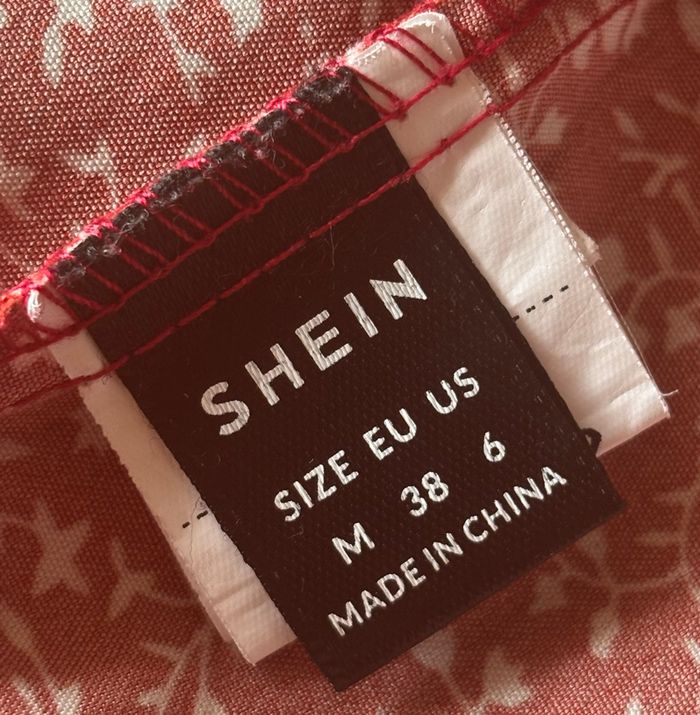 SHEIN
SIZE EU US
M 38 6
MADE IN CHINA